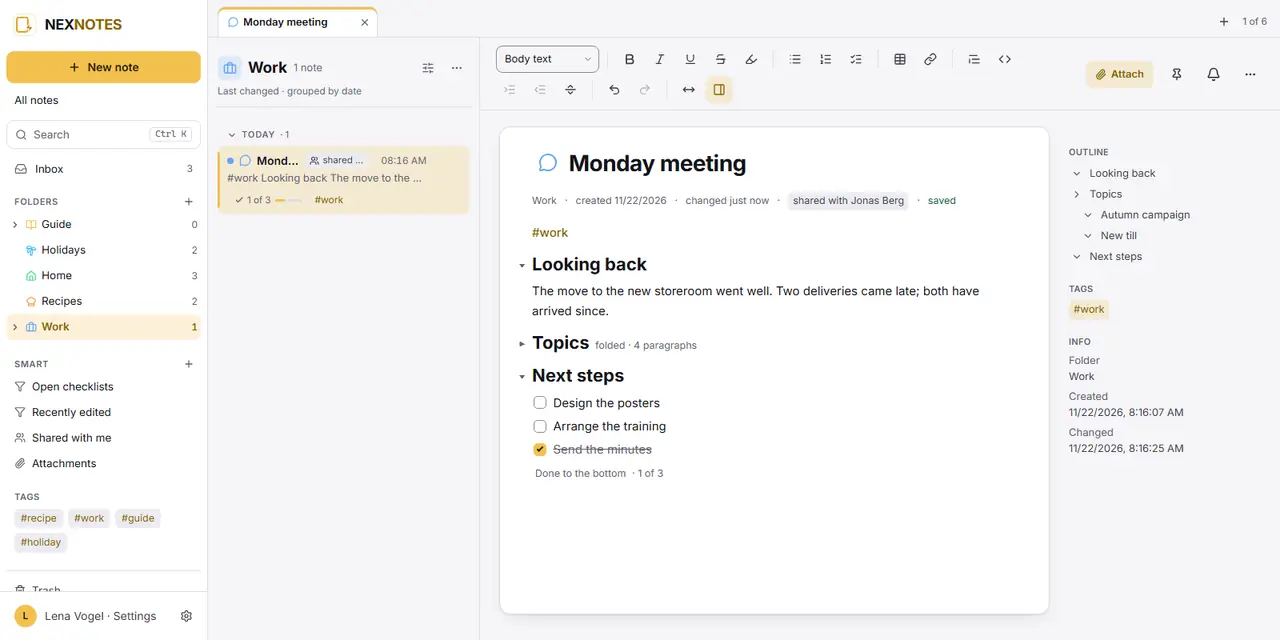 NEXNOTES
New note
All notes
Search Ctrl K
Inbox 3
FOLDERS
Guide 0
Holidays 2
Home 3
Recipes 2
Work 1
SMART
Open checklists
Recently edited
Shared with me
Attachments
TAGS
#recipe #work #guide
#holiday
Trash
L Lena Vogel · Settings
Monday meeting
1 of 6
Work 1 note
Last changed · grouped by date
TODAY · 1
Mond... shared ... 08:16 AM
#work Looking back The move to the ...
1 of 3 #work
Body text
Attach
Monday meeting
Work · created 11/22/2026 · changed just now · shared with Jonas Berg · saved
#work
Looking back
The move to the new storeroom went well. Two deliveries came late; both have
arrived since.
Topics folded · 4 paragraphs
Next steps
Design the posters
Arrange the training
Send the minutes
Done to the bottom · 1 of 3
OUTLINE
Looking back
Topics
Autumn campaign
New till
Next steps
TAGS
#work
INFO
Folder
Work
Created
11/22/2026, 8:16:07 AM
Changed
11/22/2026, 8:16:25 AM